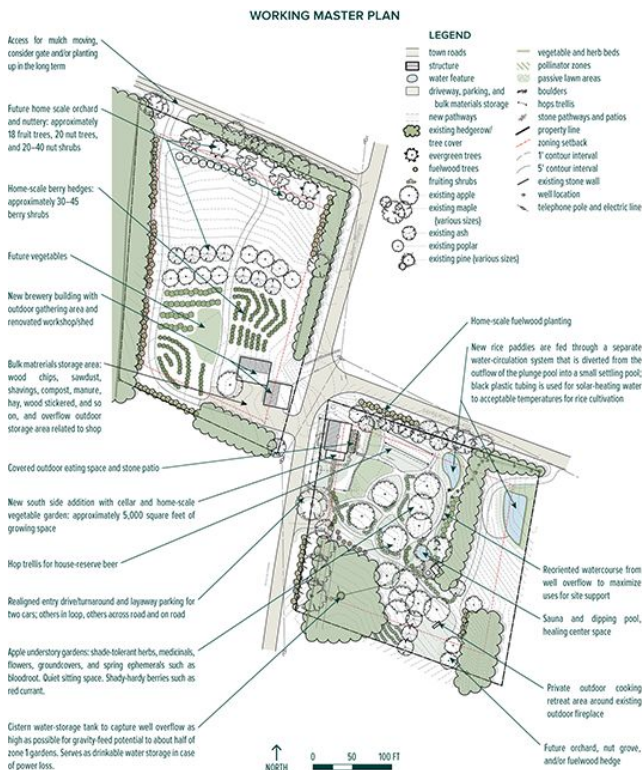 WORKING MASTER PLAN
LEGEND
town roads
structure
water feature
driveway, parking, and
bulk materials storage
new pathways
existing hedgerow/
tree cover
evergreen trees
fuelwood trees
fruiting shrubs
existing apple
existing maple
(various sizes)
existing ash
existing poplar
existing pine (various sizes)
vegetable and herb beds
pollinator zones
passive lawn areas
boulders
hops trellis
stone pathways and patios
property line
zoning setback
1' contour interval
5' contour interval
existing stone wall
well location
telephone pole and electric line
Access for mulch moving,
consider gate and/or planting
up in the long term
Future home scale orchard
and nuttery: approximately
18 fruit trees, 20 nut trees,
and 20–40 nut shrubs
Home-scale berry hedges:
approximately 30–45
berry shrubs
Future vegetables
New brewery building with
outdoor gathering area and
renovated workshop/shed
Bulk matrerials storage area:
wood chips, sawdust,
shavings, compost, manure,
hay, wood stickered, and so
on, and overflow outdoor
storage area related to shop
Covered outdoor eating space and stone patio
New south side addition with cellar and home-scale
vegetable garden: approximately 5,000 square feet of
growing space
Hop trellis for house-reserve beer
Realigned entry drive/turnaround and layaway parking for
two cars; others in loop, others across road and on road
Apple understory gardens: shade-tolerant herbs, medicinals,
flowers, groundcovers, and spring ephemerals such as
bloodroot. Quiet sitting space. Shady-hardy berries such as
red currant.
Cistern water-storage tank to capture well overflow as
high as possible for gravity-feed potential to about half of
zone 1 gardens. Serves as drinkable water storage in case
of power loss.
Home-scale fuelwood planting
New rice paddies are fed through a separate
water-circulation system that is diverted from the
outflow of the plunge pool into a small settling pool;
black plastic tubing is used for solar-heating water
to acceptable temperatures for rice cultivation
Reoriented watercourse from
well overflow to maximize
uses for site support
Sauna and dipping pool,
healing center space
Private outdoor cooking
retreat area around existing
outdoor fireplace
Future orchard, nut grove,
and/or fuelwood hedge
NORTH
0 50 100 FT